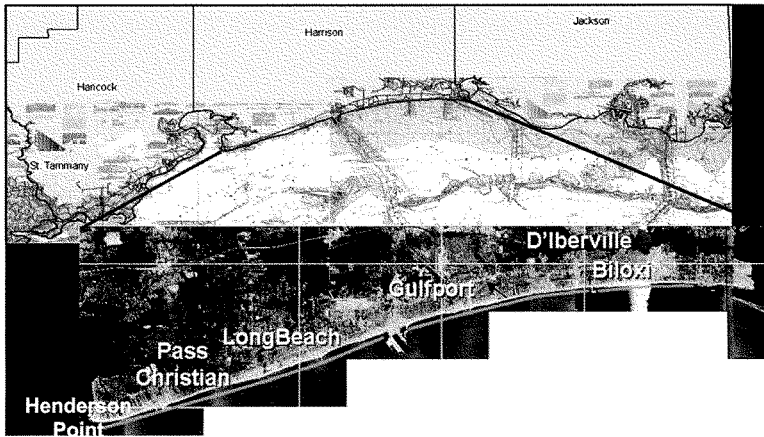 Harrison
Jackson
Hancock
St. Tammany
D'Iberville
Biloxi
Gulfport
LongBeach
Pass
Christian
Henderson
Point